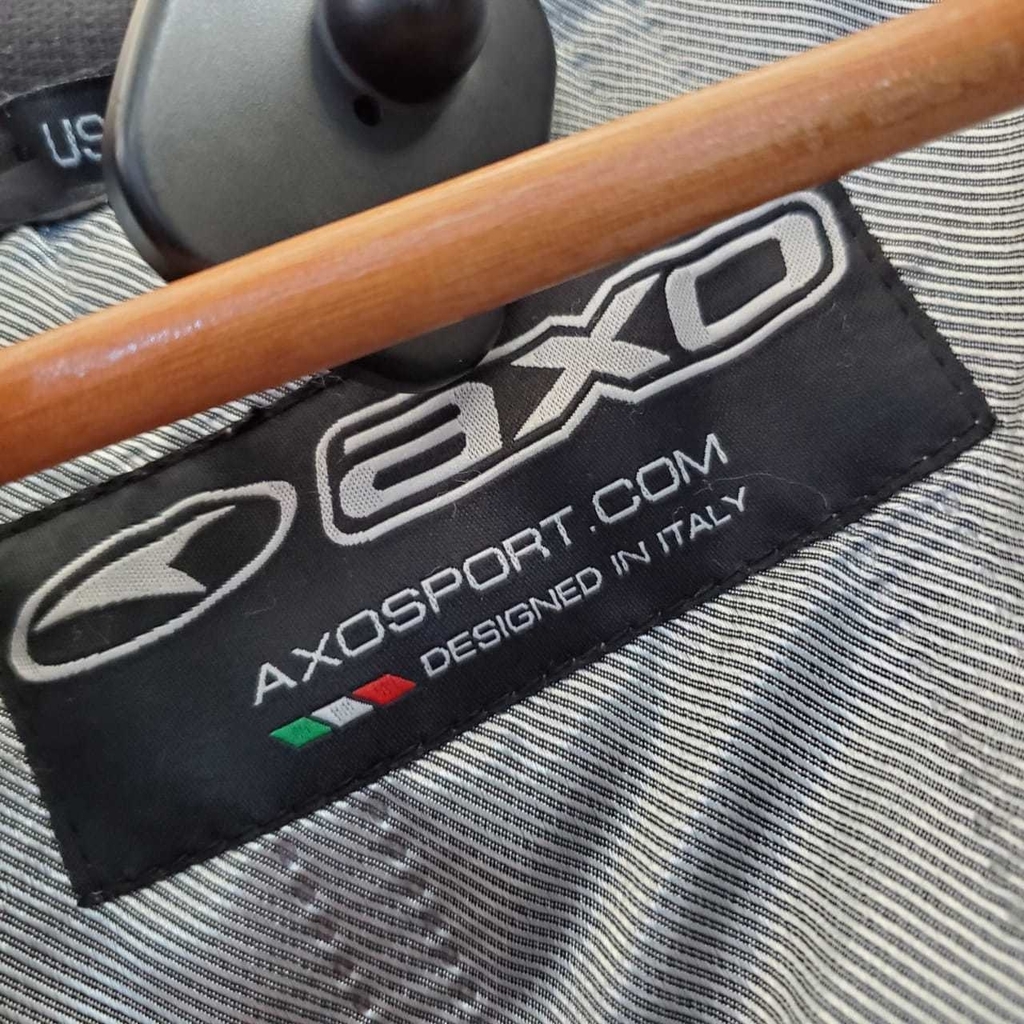 US
axo
AXOSPORT.COM
DESIGNED IN ITALY